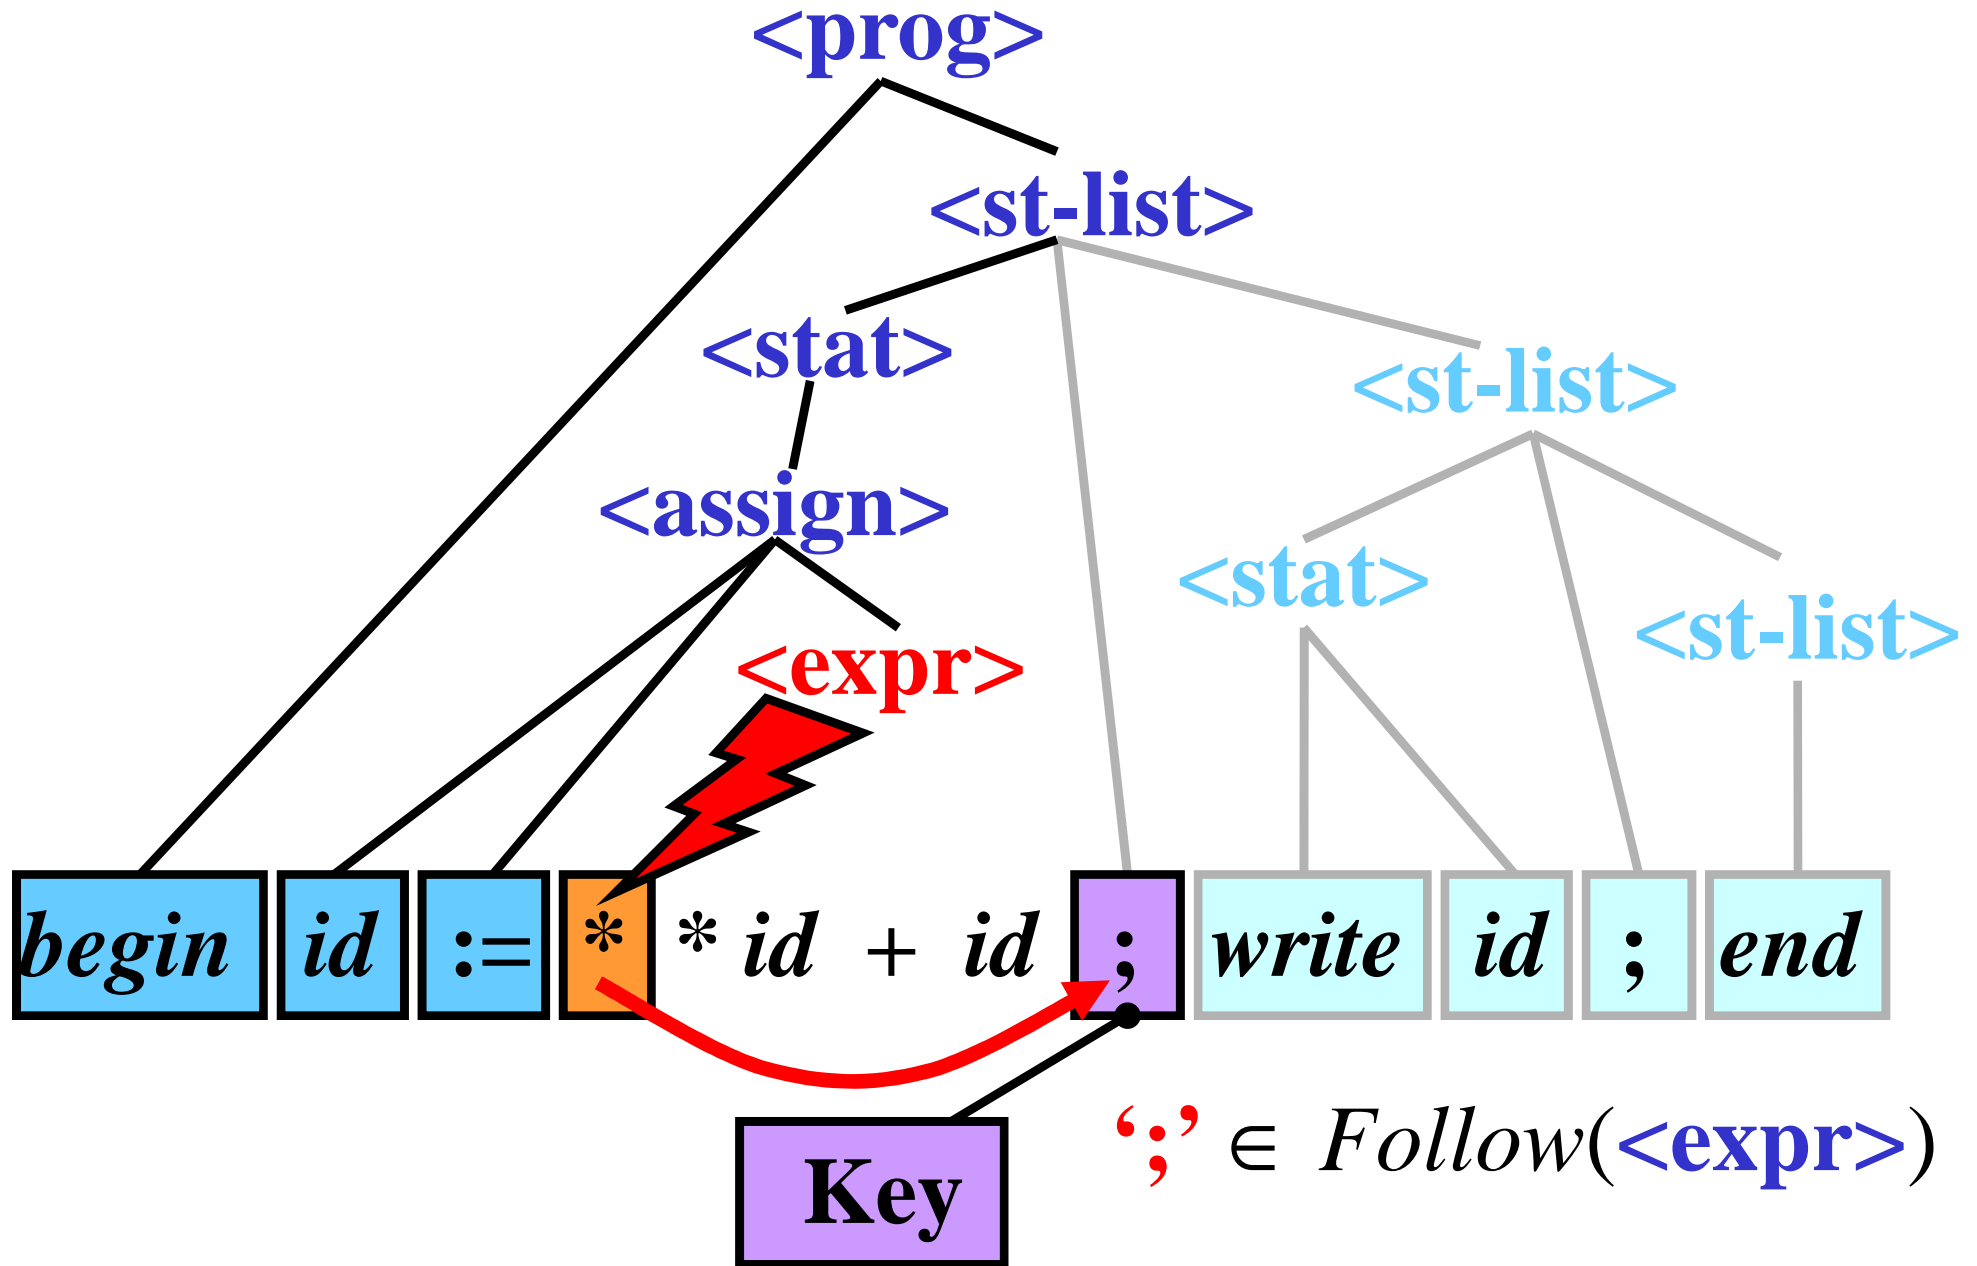 <prog>
<st-list>
<stat>
<st-list>
<assign>
<stat>
<st-list>
<expr>
begin id := * * id + id ; write id ; end
‘;’ ∈ Follow(<expr>)
Key